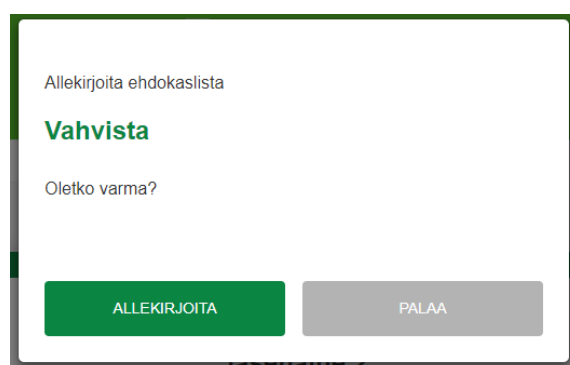 Allekirjoita ehdokaslista
Vahvista
Oletko varma?
ALLEKIRJOITA
PALAA